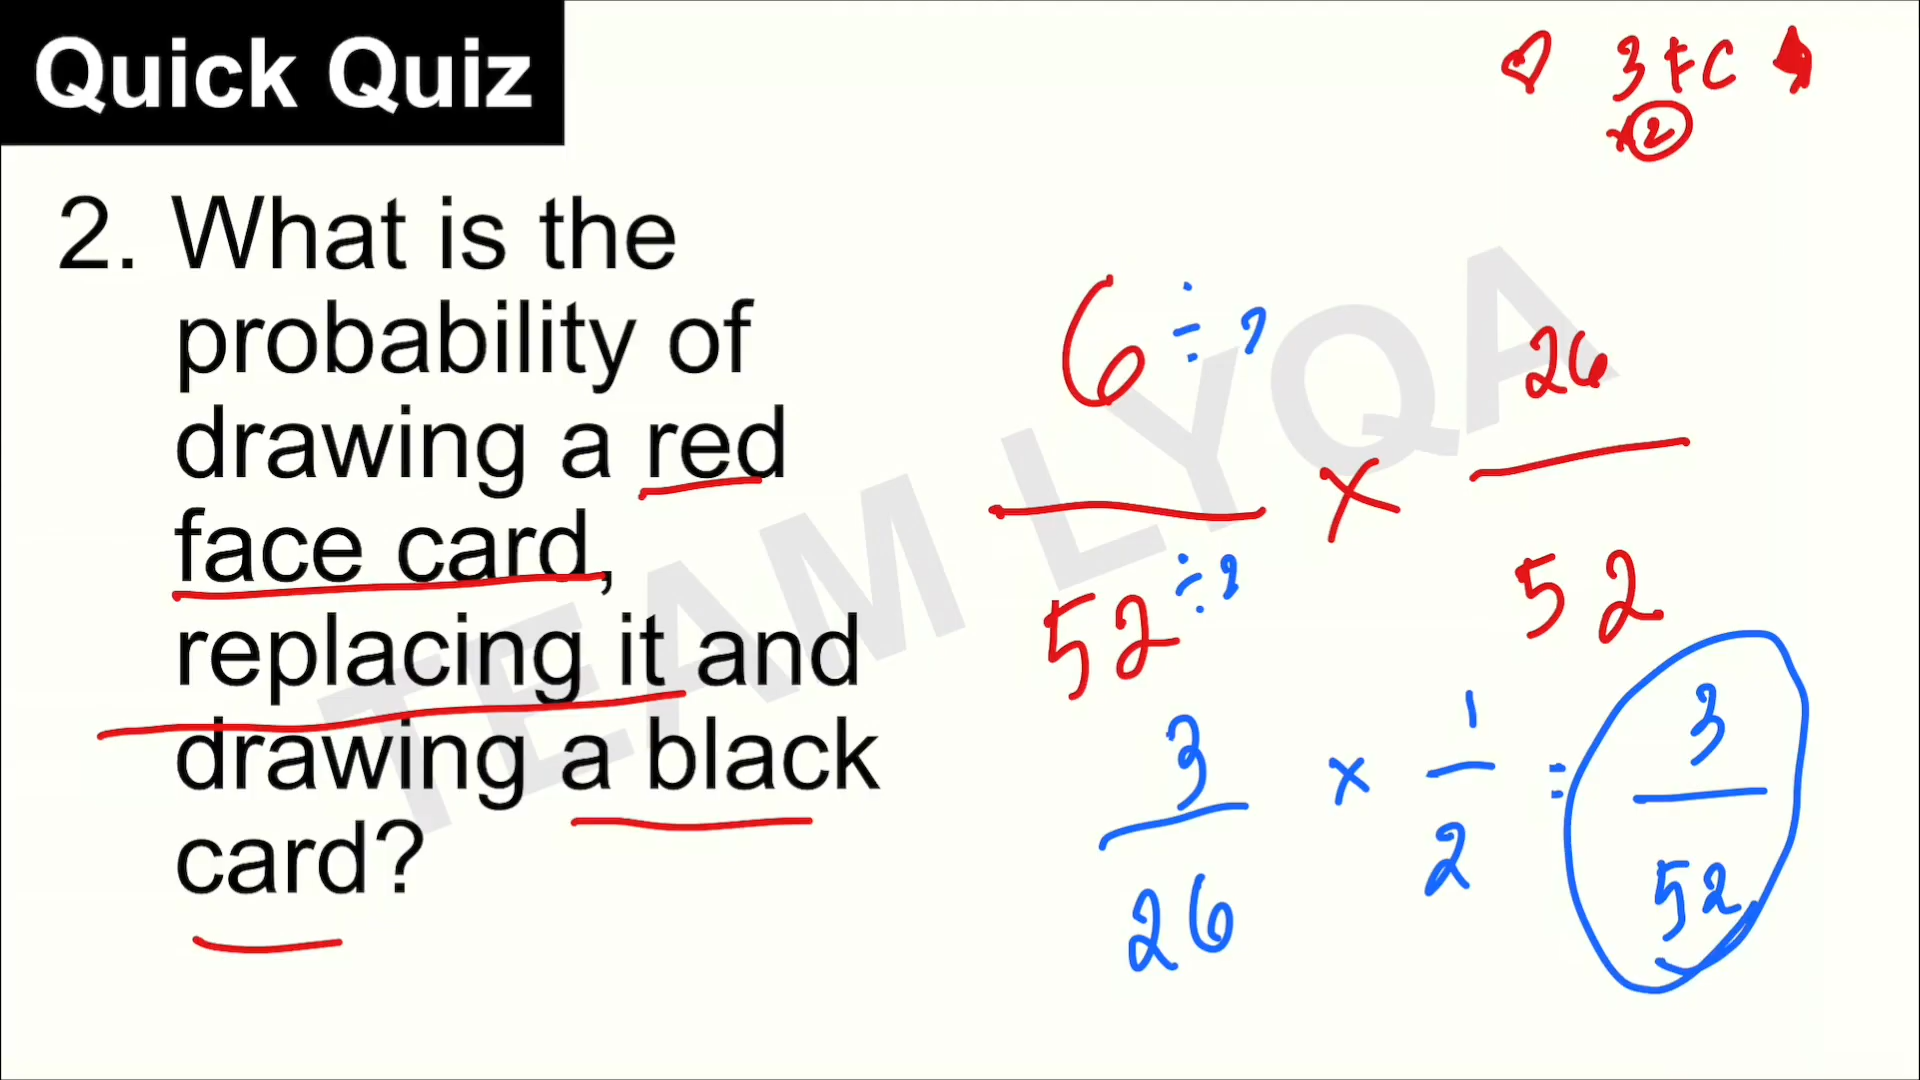 Quick Quiz
♡ 3 FC ♦
×2
2. What is the
probability of
drawing a red
face card,
replacing it and
drawing a black
card?
6 ÷ 2
52 ÷ 2
×
26
52
3
26
×
1
2
=
3
52
TEAM LYQA